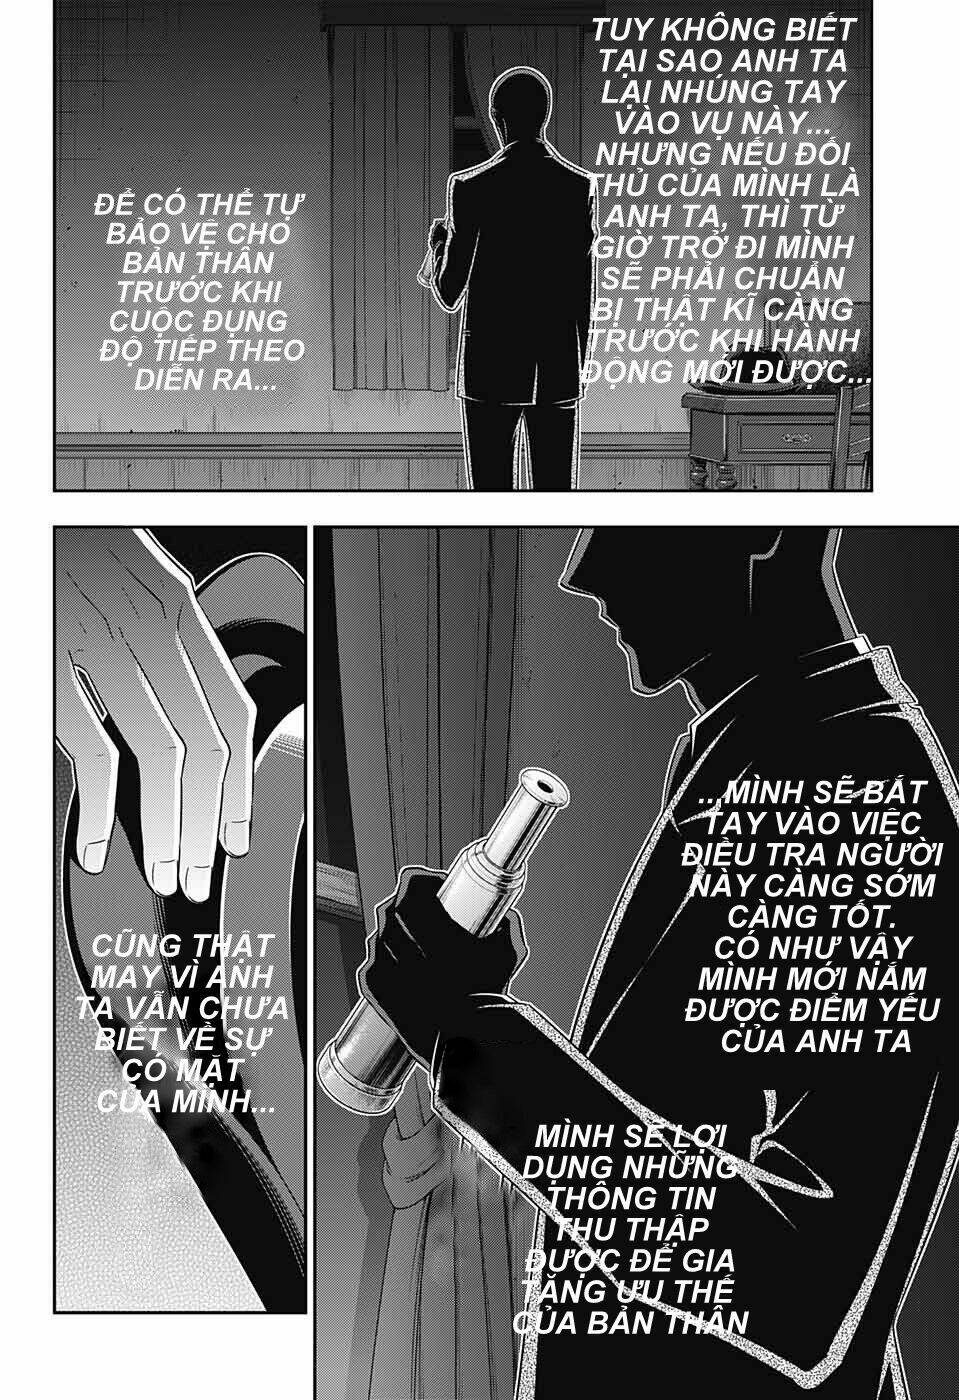 TUY KHÔNG BIẾT
TẠI SAO ANH TA
LẠI NHÚNG TAY
VÀO VỤ NÀY...
NHƯNG NẾU ĐỐI
THỦ CỦA MÌNH LÀ
ANH TA, THÌ TỪ
GIỜ TRỞ ĐI MÌNH
SẼ PHẢI CHUẨN
BỊ THẬT KĨ CÀNG
TRƯỚC KHI HÀNH
ĐỘNG MỚI ĐƯỢC...
ĐỂ CÓ THỂ TỰ
BẢO VỆ CHO
BẢN THÂN
TRƯỚC KHI
CUỘC ĐỤNG
ĐỘ TIẾP THEO
DIỄN RA...
...MÌNH SẼ BẮT
TAY VÀO VIỆC
ĐIỀU TRA NGƯỜI
NÀY CÀNG SỚM
CÀNG TỐT.
CÓ NHƯ VẬY
MÌNH MỚI NẮM
ĐƯỢC ĐIỂM YẾU
CỦA ANH TA
MÌNH SẼ LỢI
DỤNG NHỮNG
THÔNG TIN
THU THẬP
ĐƯỢC ĐỂ GIA
TĂNG ƯU THẾ
CỦA BẢN THÂN
CŨNG THẬT
MAY VÌ ANH
TA VẪN CHƯA
BIẾT VỀ SỰ
CÓ MẶT
CỦA MÌNH...